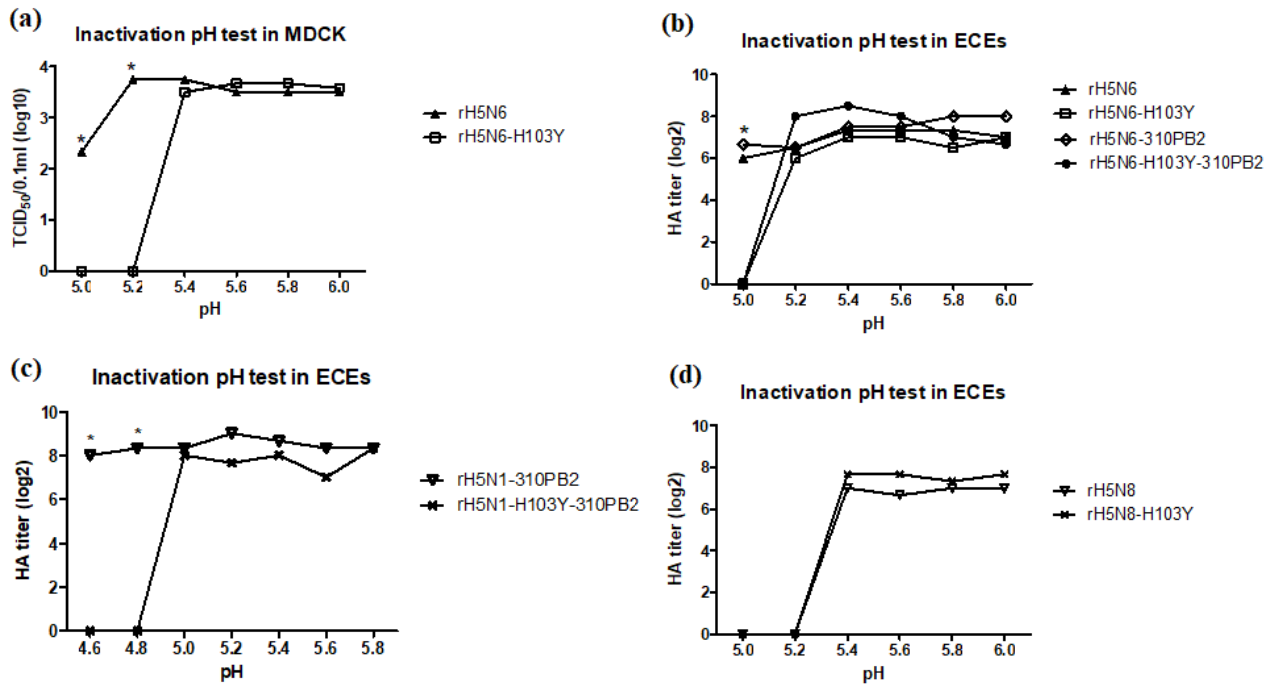 (a)
Inactivation pH test in MDCK
*
*
4
3
2
1
0
TCID50/0.1ml (log10)
5.0 5.2 5.4 5.6 5.8 6.0
pH
rH5N6
rH5N6-H103Y
(b)
Inactivation pH test in ECEs
*
10
8
6
4
2
0
HA titer (log2)
5.0 5.2 5.4 5.6 5.8 6.0
pH
rH5N6
rH5N6-H103Y
rH5N6-310PB2
rH5N6-H103Y-310PB2
(c)
Inactivation pH test in ECEs
* *
10
8
6
4
2
0
HA titer (log2)
4.6 4.8 5.0 5.2 5.4 5.6 5.8
pH
rH5N1-310PB2
rH5N1-H103Y-310PB2
(d)
Inactivation pH test in ECEs
10
8
6
4
2
0
HA titer (log2)
5.0 5.2 5.4 5.6 5.8 6.0
pH
rH5N8
rH5N8-H103Y